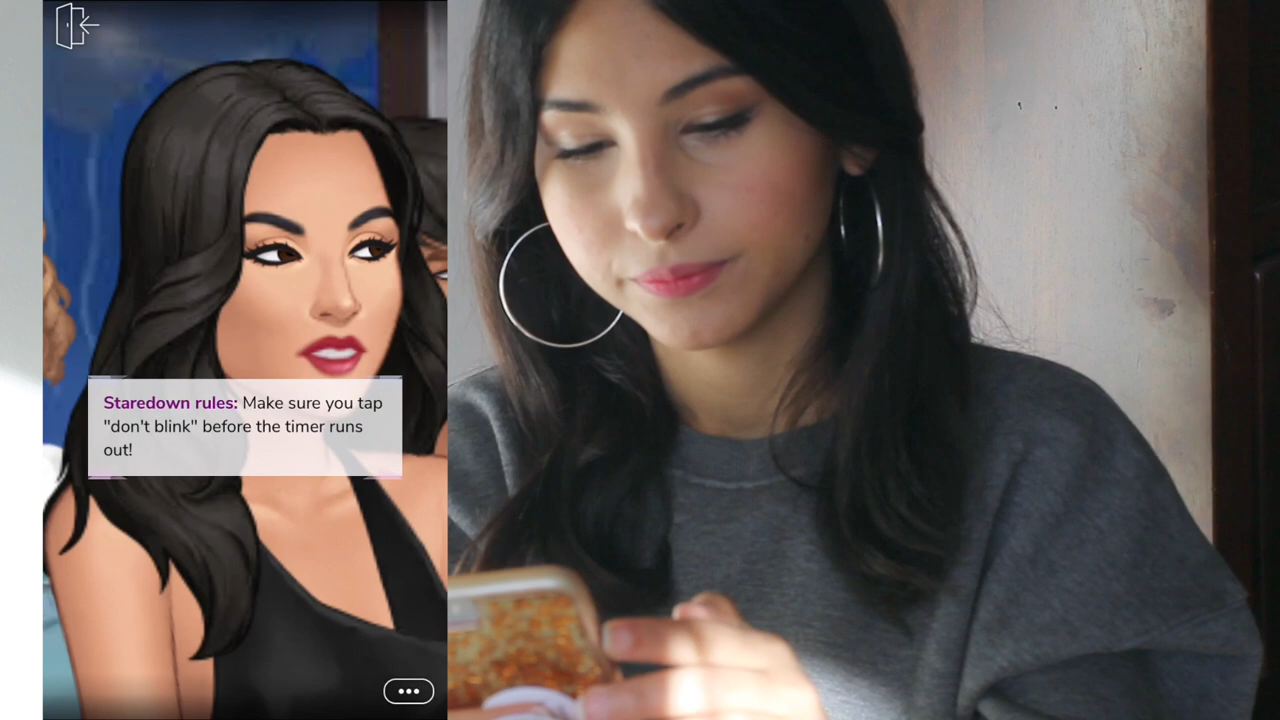 Staredown rules: Make sure you tap
"don't blink" before the timer runs
out!